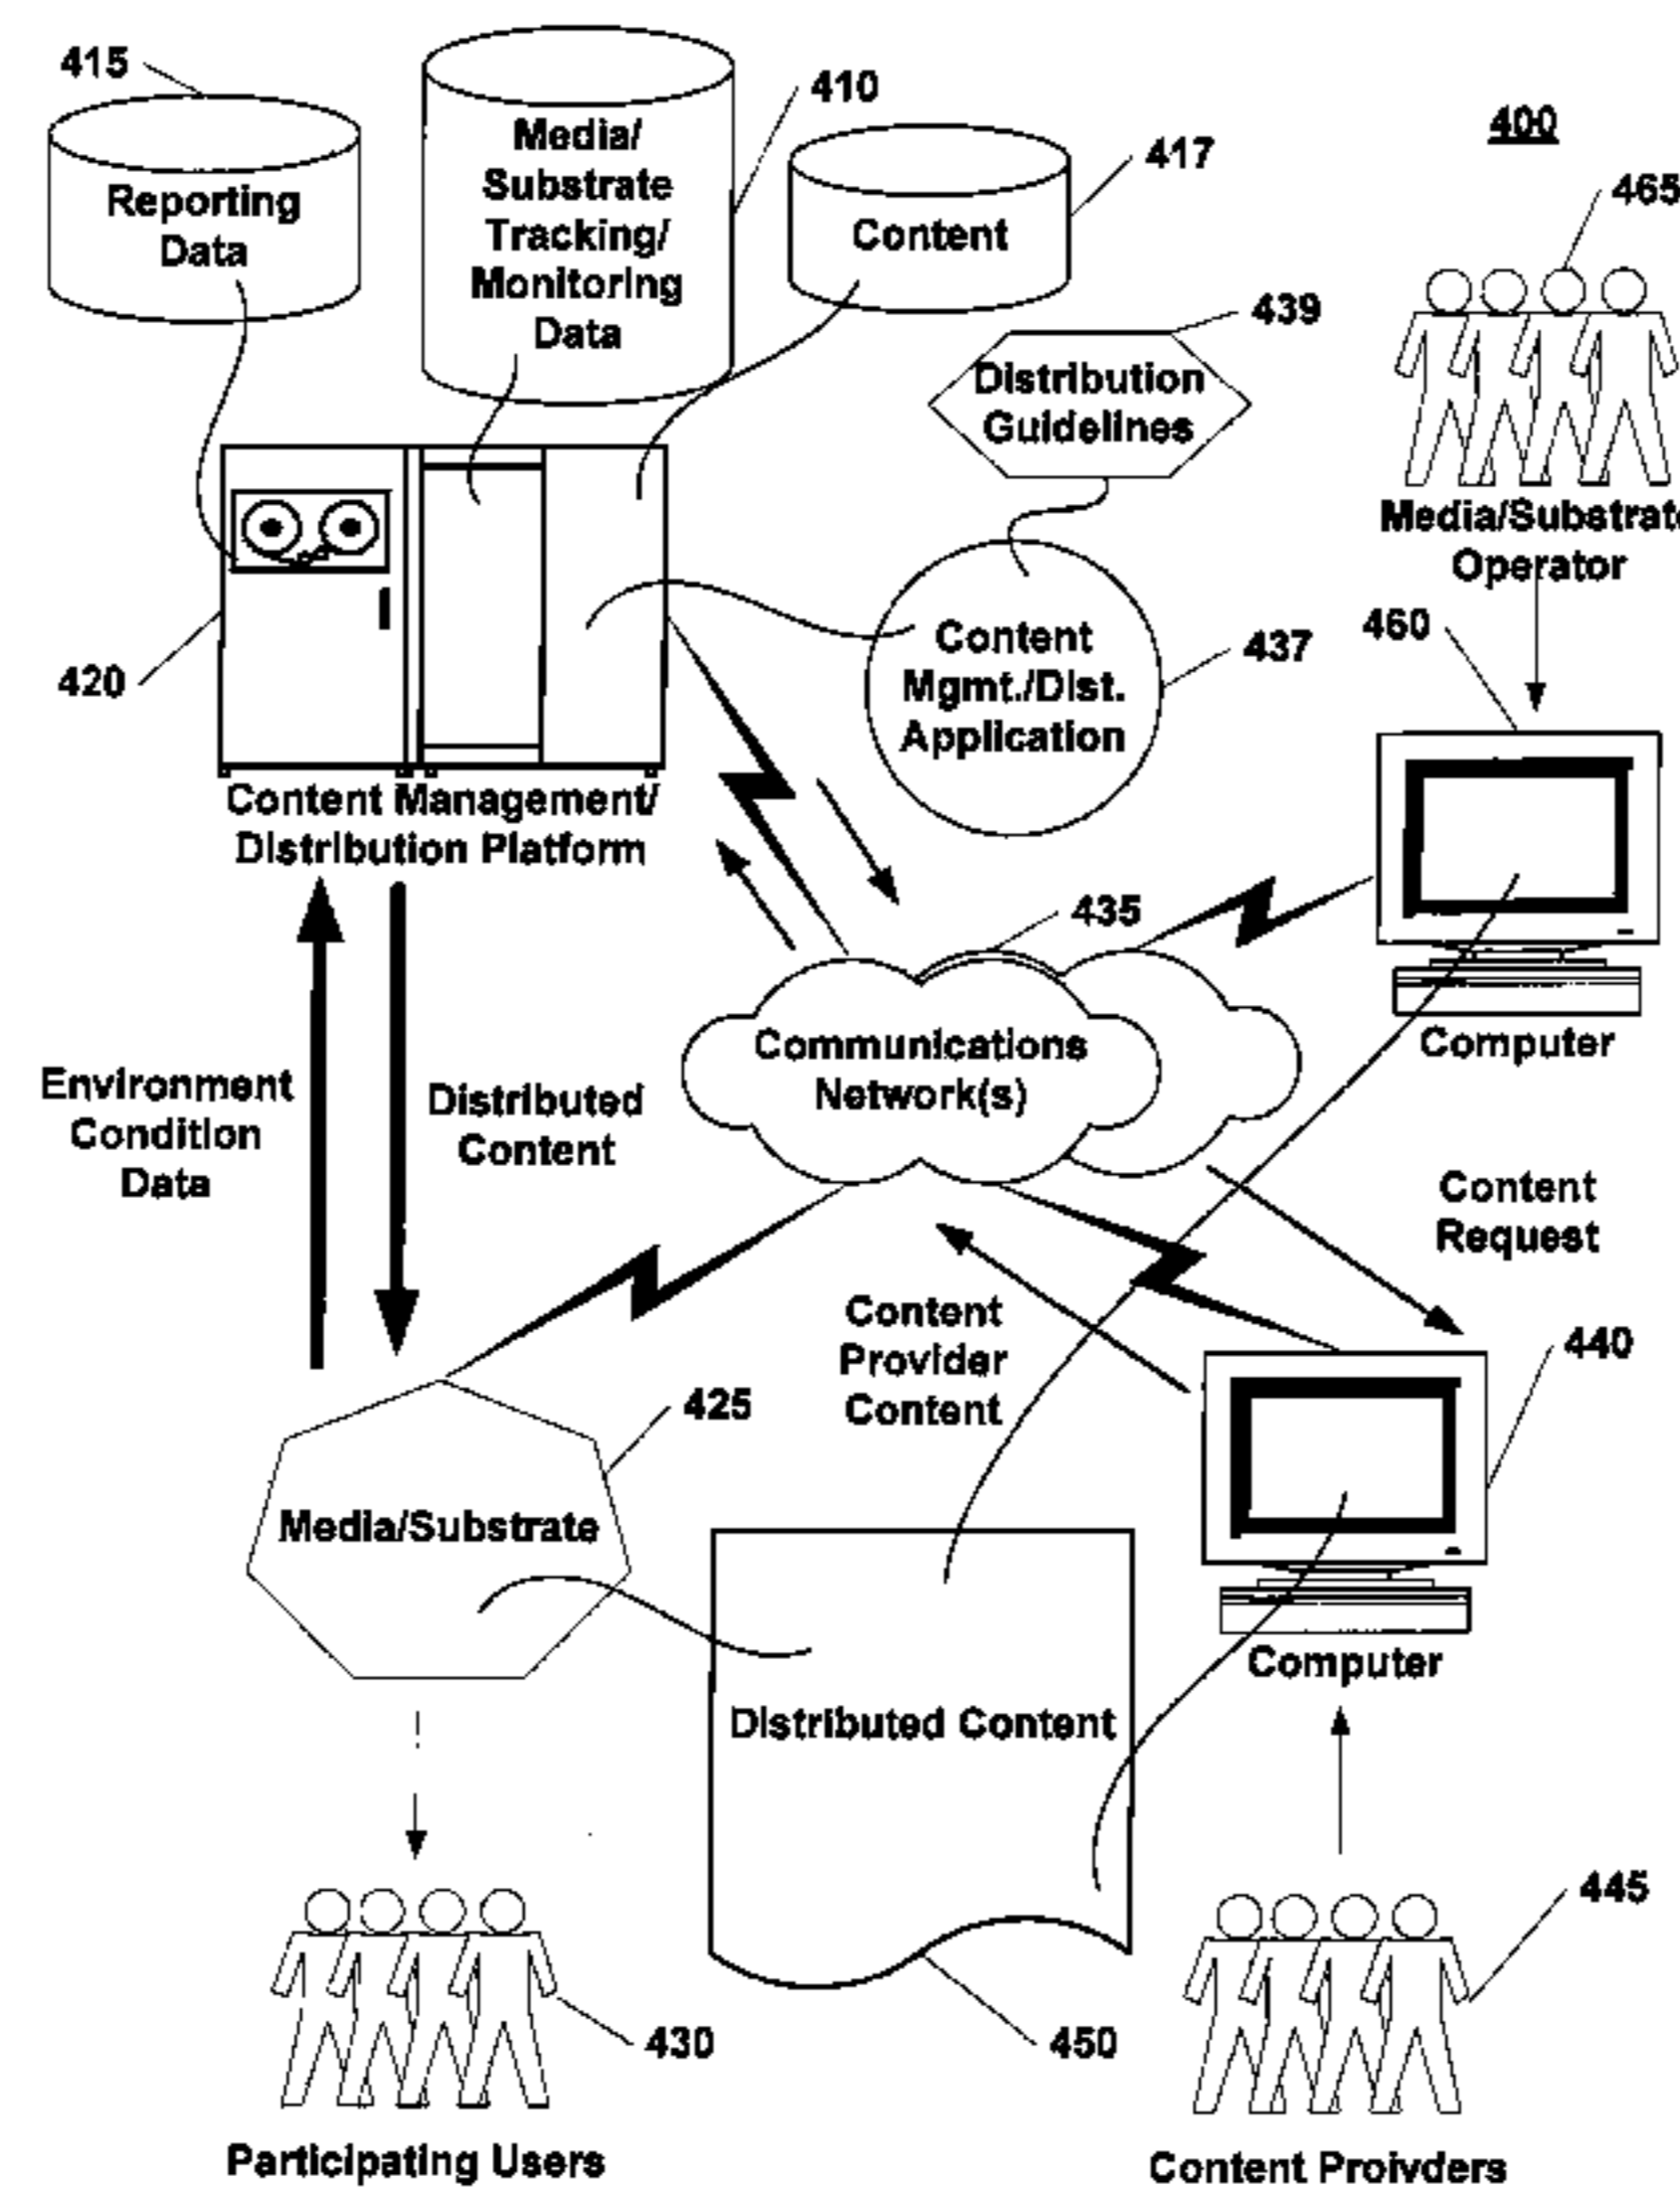 415
410
417
400
465
Reporting
Data
Media/
Substrate
Tracking/
Monitoring
Data
Content
439
Distribution
Guidelines
Media/Substrate
Operator
420
Content
Mgmt./Dist.
Application
437
460
Content Management/
Distribution Platform
435
Communications
Network(s)
Computer
Environment
Condition
Data
Distributed
Content
Content
Request
Content
Provider
Content
440
425
Media/Substrate
Computer
Distributed Content
430
450
445
Participating Users
Content Proivders